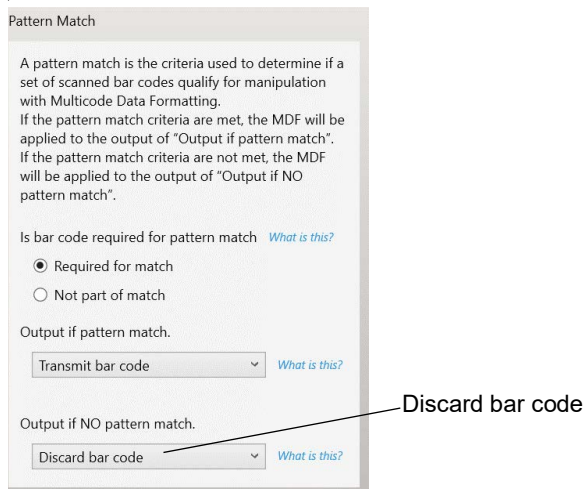 Pattern Match
A pattern match is the criteria used to determine if a
set of scanned bar codes qualify for manipulation
with Multicode Data Formatting.
If the pattern match criteria are met, the MDF will be
applied to the output of “Output if pattern match”.
If the pattern match criteria are not met, the MDF
will be applied to the output of “Output if NO
pattern match”.
Is bar code required for pattern match What is this?
Required for match
Not part of match
Output if pattern match.
Transmit bar code What is this?
Discard bar code
Output if NO pattern match.
Discard bar code What is this?